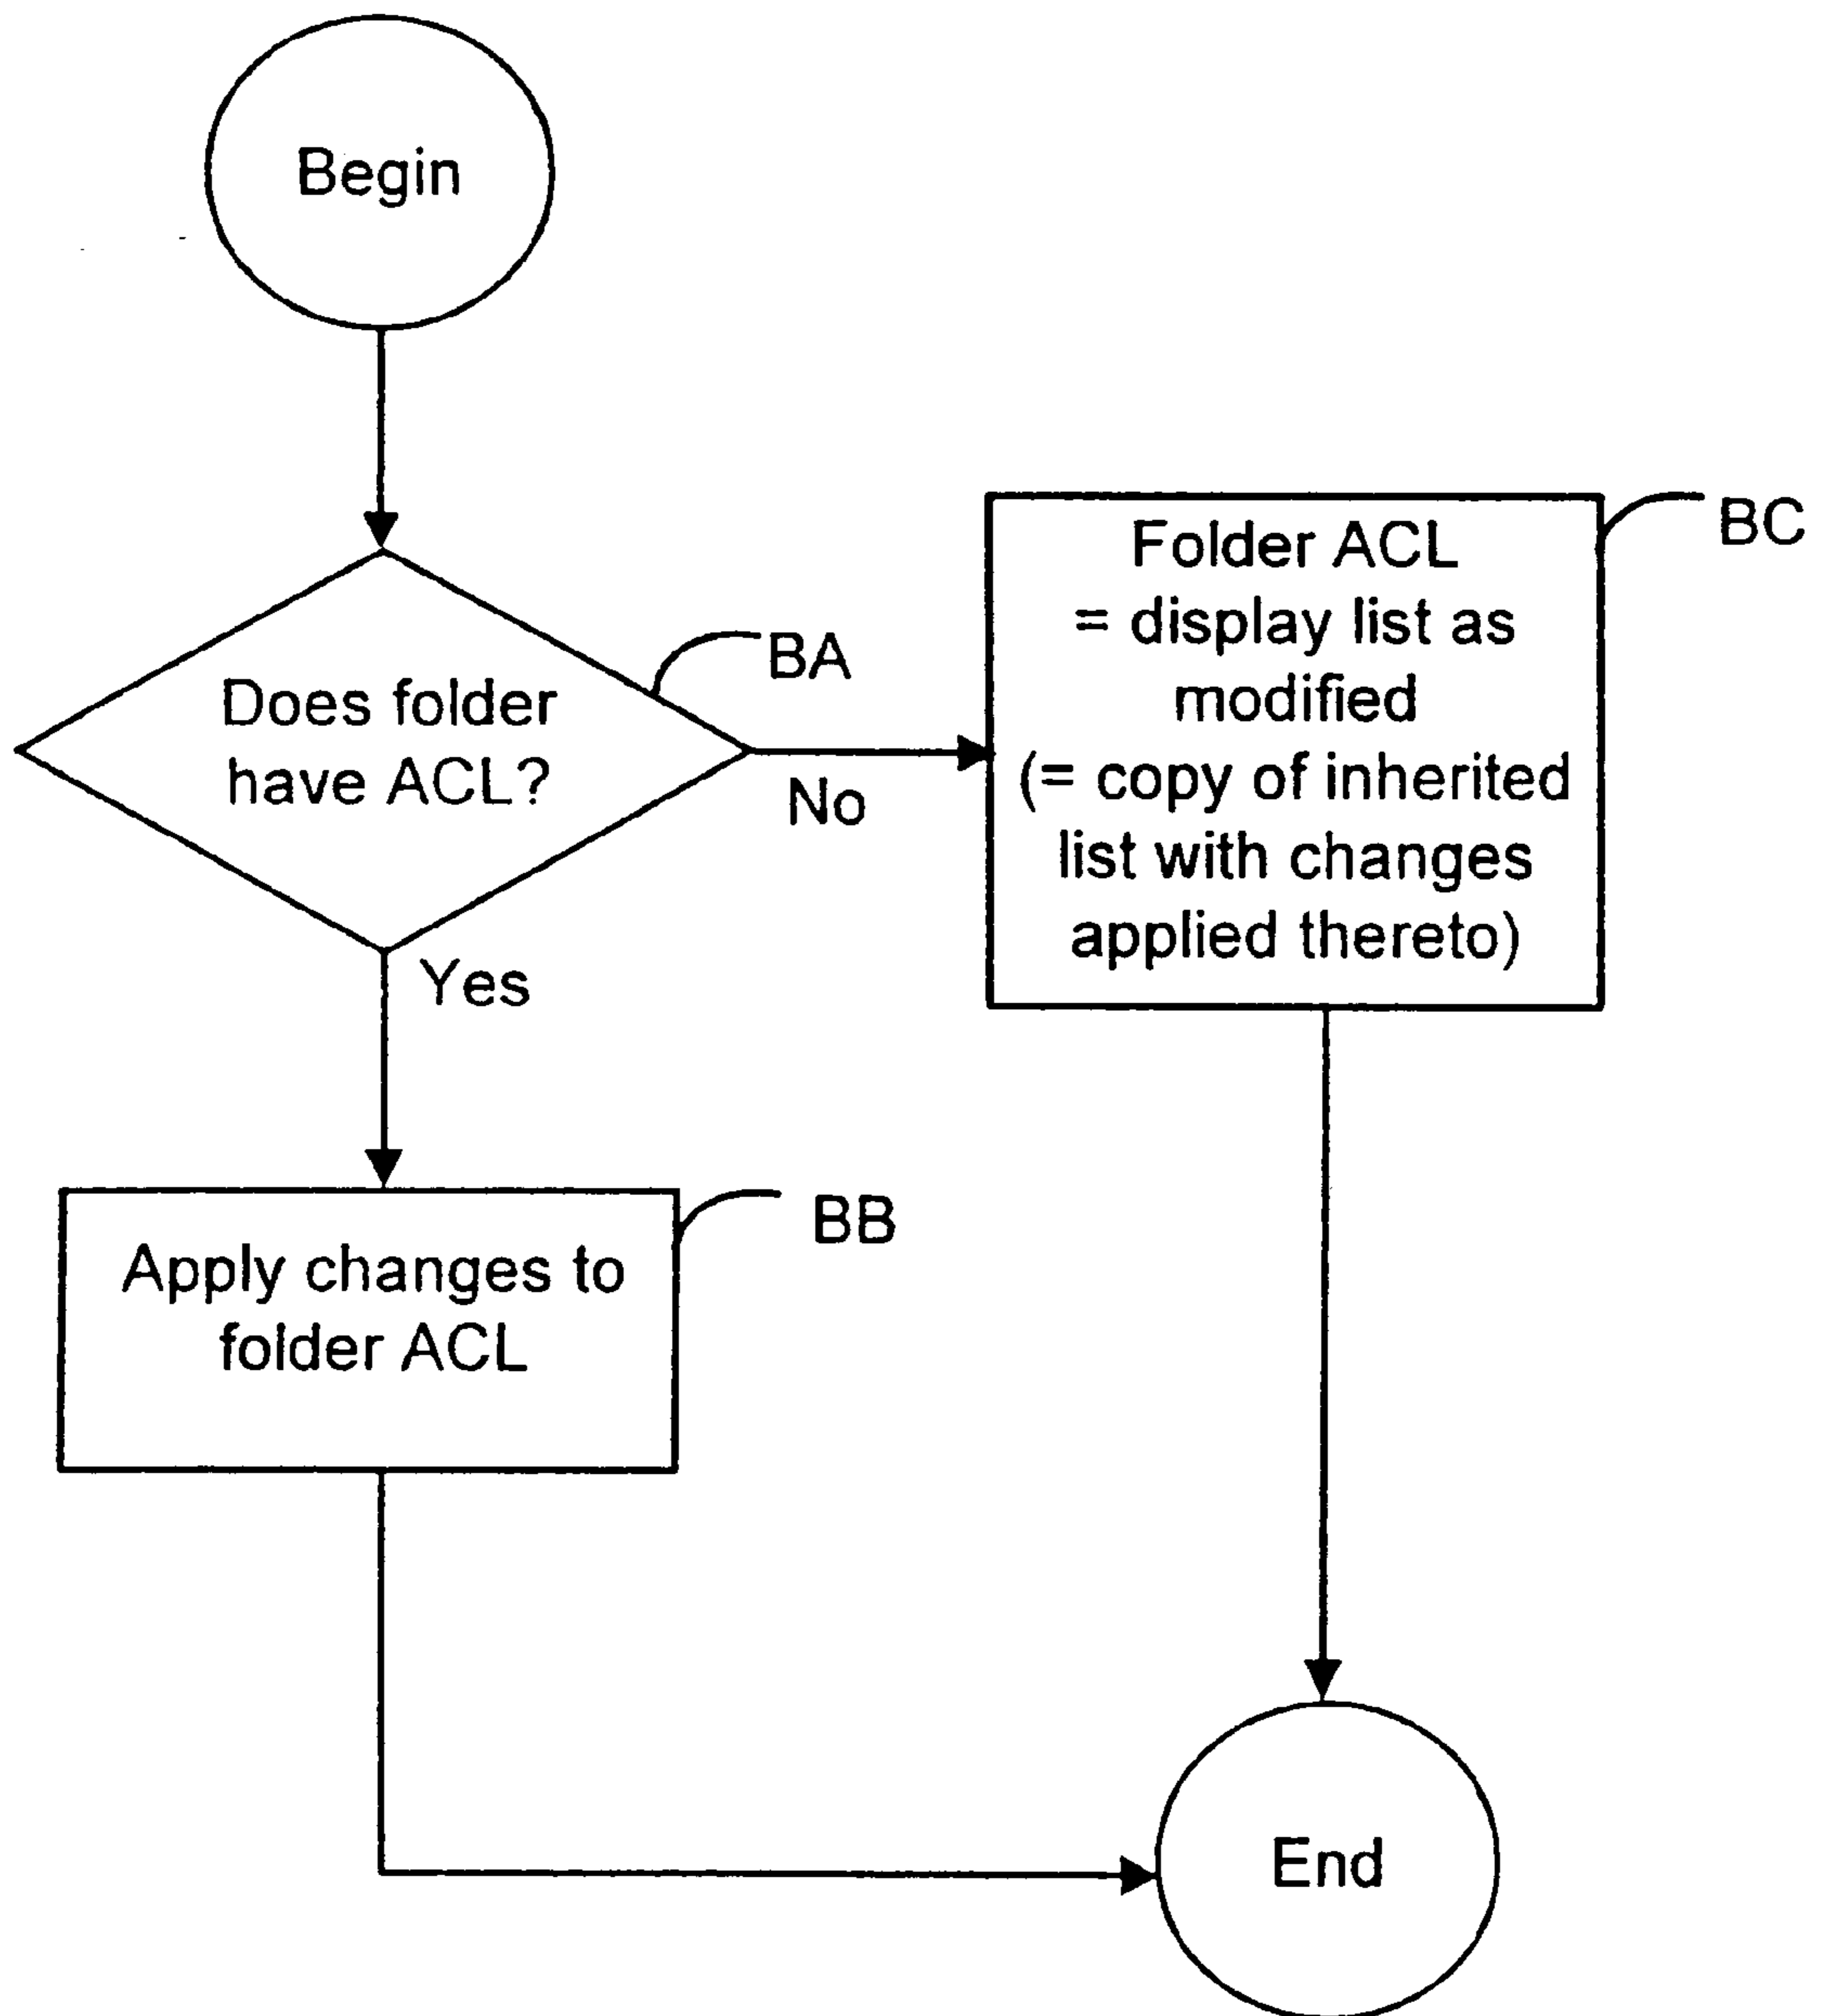 Begin
Does folder
have ACL?
BA
No
Yes
Folder ACL
= display list as
modified
(= copy of inherited
list with changes
applied thereto)
BC
Apply changes to
folder ACL
BB
End